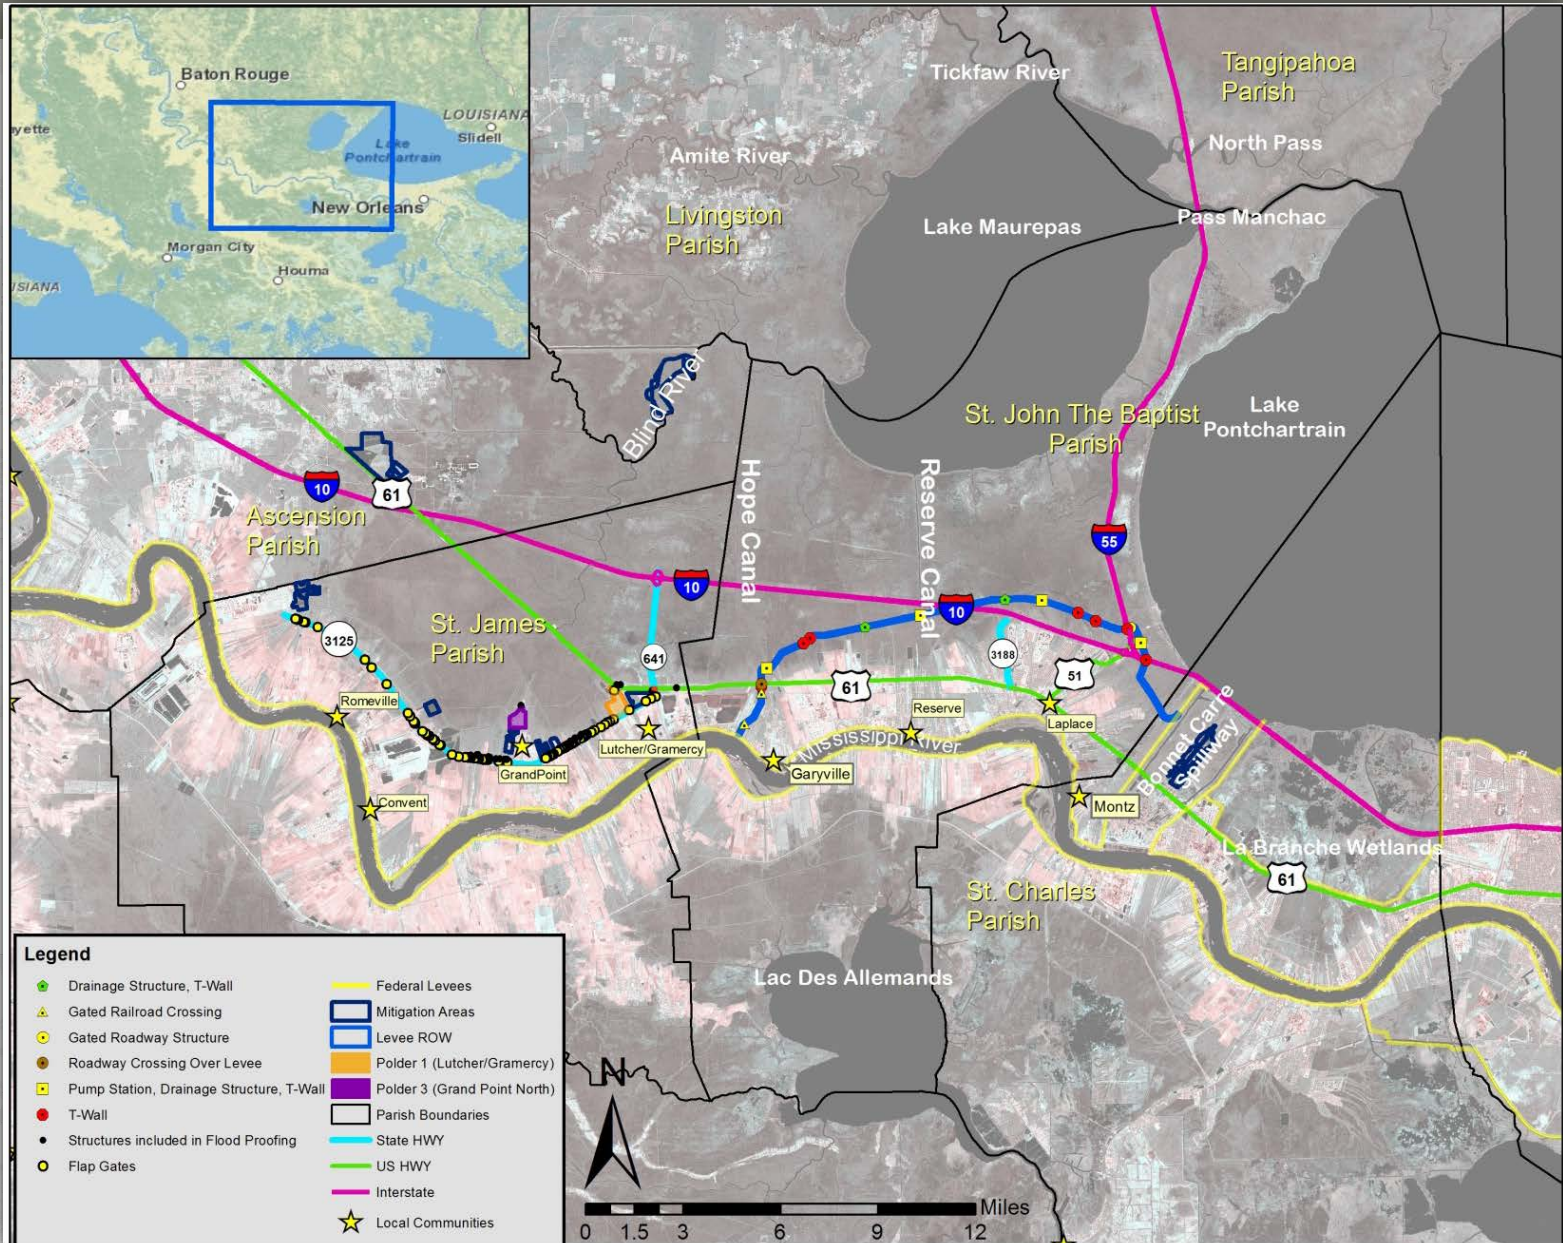 Baton Rouge
LOUISIANA
Slidell
Lake
Pontchartrain
New Orleans
Morgan City
Houma
yette
ISIANA
Tickfaw River
Tangipahoa
Parish
North Pass
Amite River
Livingston
Parish
Lake Maurepas
Pass Manchac
Blind River
St. John The Baptist
Parish
Lake
Pontchartrain
10
61
Ascension
Parish
Hope Canal
Reserve Canal
55
10
10
St. James
Parish
3125
641
3188
51
61
Romeville
Reserve
Laplace
Lutcher/Gramercy
Mississippi River
GrandPoint
Garyville
Convent
Montz
Bonnet Carre
Spillway
La Branche Wetlands
61
St. Charles
Parish
Lac Des Allemands
Legend
Drainage Structure, T-Wall
Gated Railroad Crossing
Gated Roadway Structure
Roadway Crossing Over Levee
Pump Station, Drainage Structure, T-Wall
T-Wall
Structures included in Flood Proofing
Flap Gates
Federal Levees
Mitigation Areas
Levee ROW
Polder 1 (Lutcher/Gramercy)
Polder 3 (Grand Point North)
Parish Boundaries
State HWY
US HWY
Interstate
Local Communities
N
Miles
0 1.5 3 6 9 12